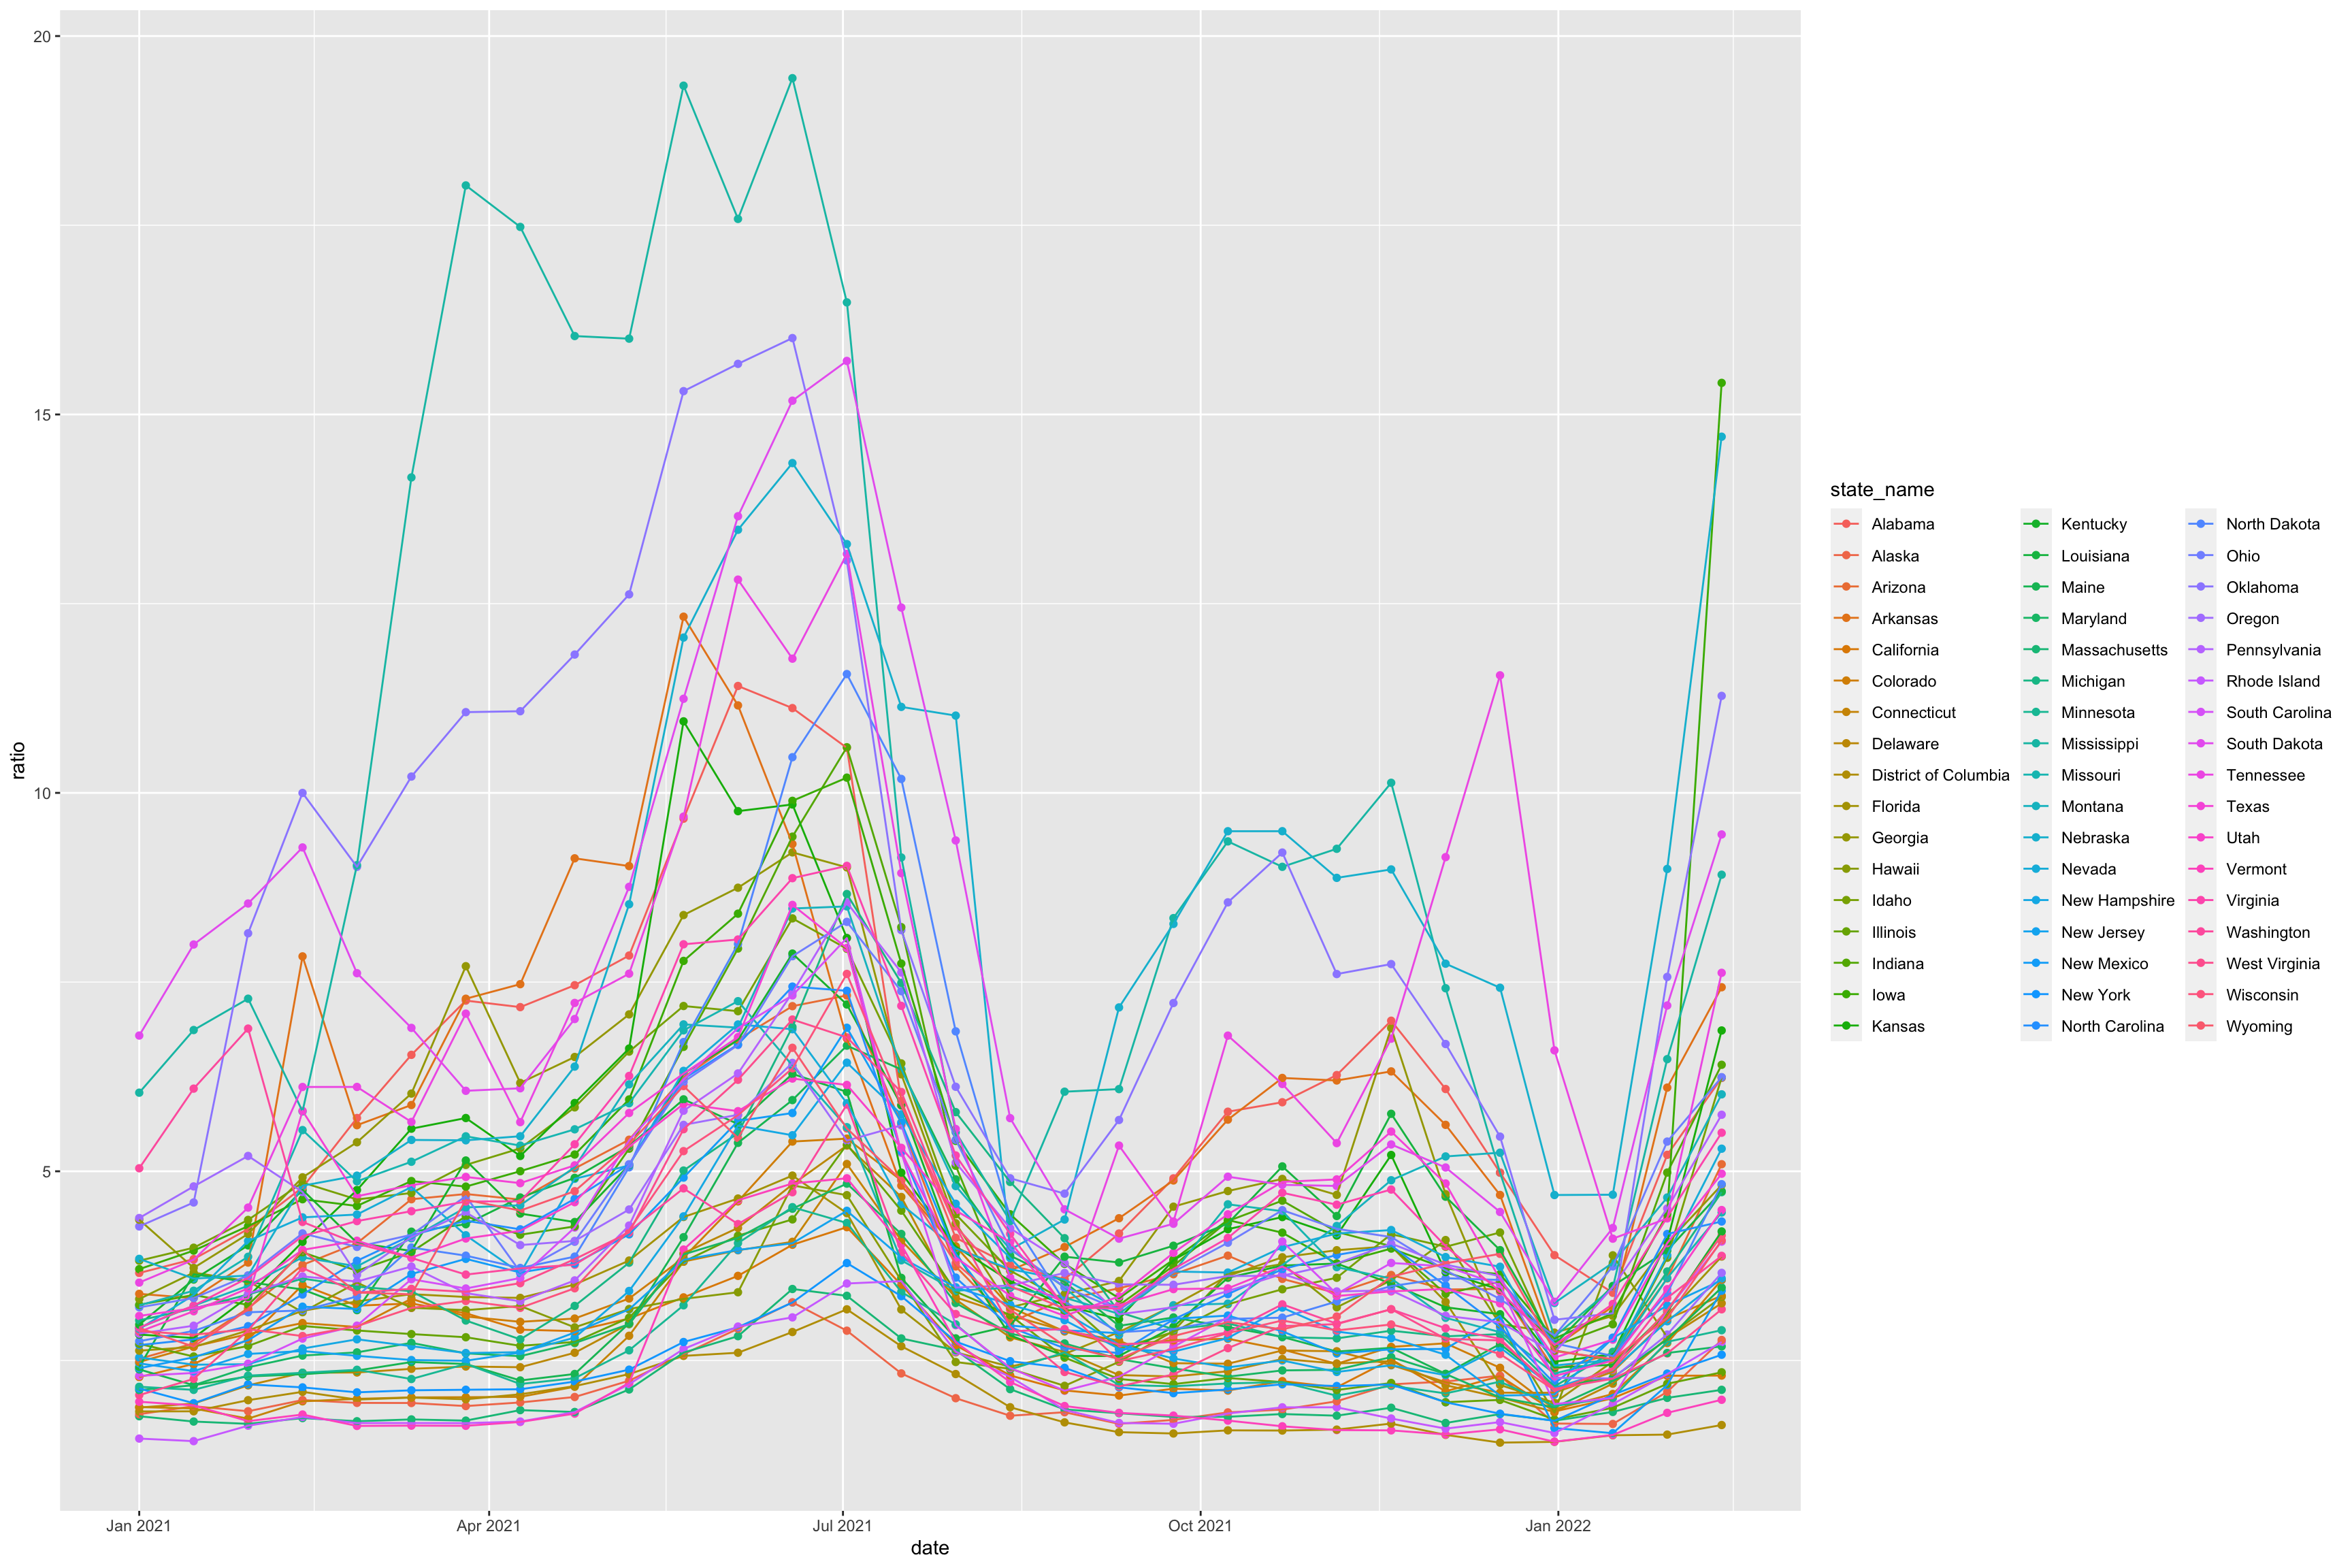 20
15
10
5
ratio
Jan 2021
Apr 2021
Jul 2021
Oct 2021
Jan 2022
date
state_name
Alabama
Alaska
Arizona
Arkansas
California
Colorado
Connecticut
Delaware
District of Columbia
Florida
Georgia
Hawaii
Idaho
Illinois
Indiana
Iowa
Kansas
Kentucky
Louisiana
Maine
Maryland
Massachusetts
Michigan
Minnesota
Mississippi
Missouri
Montana
Nebraska
Nevada
New Hampshire
New Jersey
New Mexico
New York
North Carolina
North Dakota
Ohio
Oklahoma
Oregon
Pennsylvania
Rhode Island
South Carolina
South Dakota
Tennessee
Texas
Utah
Vermont
Virginia
Washington
West Virginia
Wisconsin
Wyoming